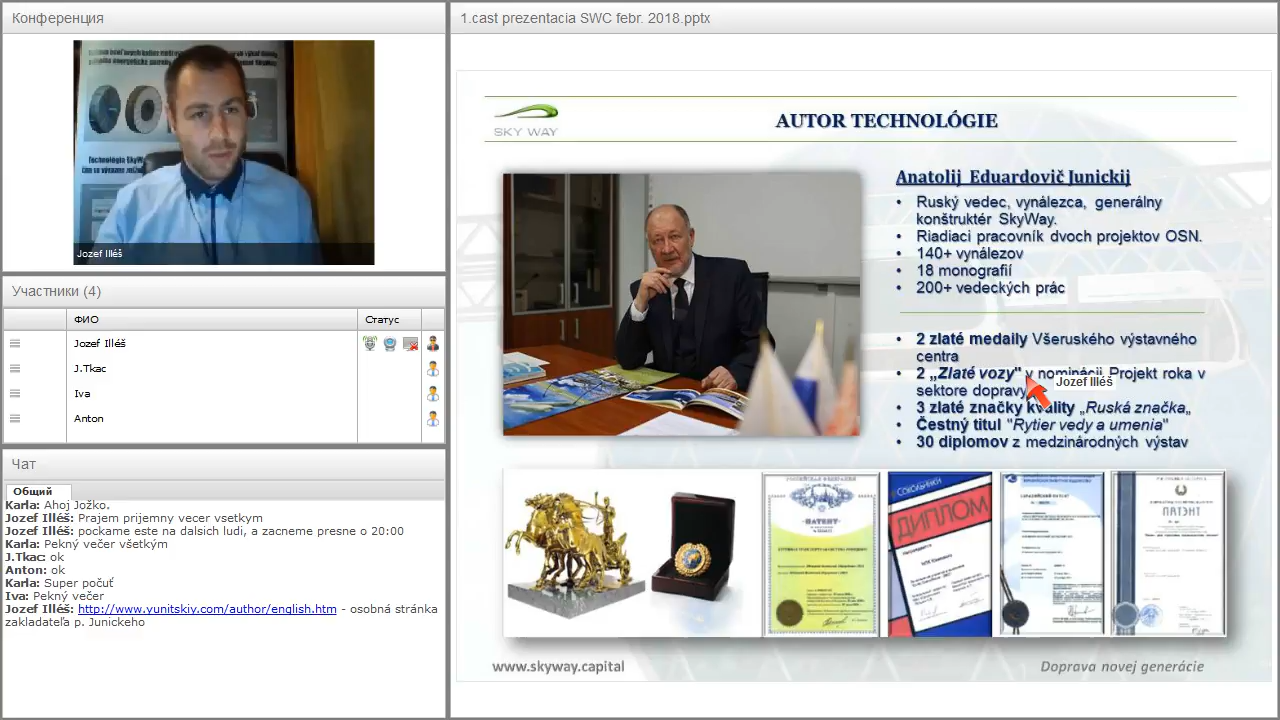 Конференция
Jozef Illéš
Участники (4)
ФИО
Статус
Jozef Illéš
J.Tkac
Iva
Anton
Чат
Общий
Karla: Ahoj Jožko.
Jozef Illéš: Prajem prijemny vecer vsetkym
Jozef Illéš: pockame este na dalsich ludi, a zacneme presne o 20:00
Karla: Pekný večer všetkým
J.Tkac: ok
Anton: ok
Karla: Super počuť
Iva: Pekný večer
Jozef Illéš: http://www.yunitskiy.com/author/english.htm - osobná stránka
zakladateľa p. Junickeho
1.cast prezentacia SWC febr. 2018.pptx
SKY WAY
AUTOR TECHNOLÓGIE
Anatolij Eduardovič Junickij
• Ruský vedec, vynálezca, generálny
konštruktér SkyWay.
• Riadiaci pracovník dvoch projektov OSN.
• 140+ vynálezov
• 18 monografií
• 200+ vedeckých prác
• 2 zlaté medaily Všeruského výstavného
centra
• 2 „Zlaté vozy" v nominácii Projekt roka v
sektore dopravy
Jozef Illéš
• 3 zlaté značky kvality „Ruská značka„
• Čestný titul "Rytier vedy a umenia"
• 30 diplomov z medzinárodných výstav
ПАТЕНТ
СОКОЛЬНИКИ
ДИПЛОМ
ПАТЭНТ
www.skyway.capital
Doprava novej generácie